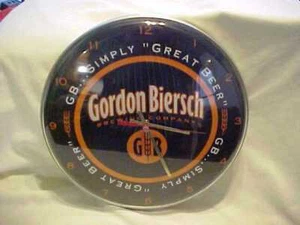 GB...SIMPLY "GREAT BEER"
Gordon Biersch
BREWING COMPANY
GB
GB...SIMPLY "GREAT BEER"